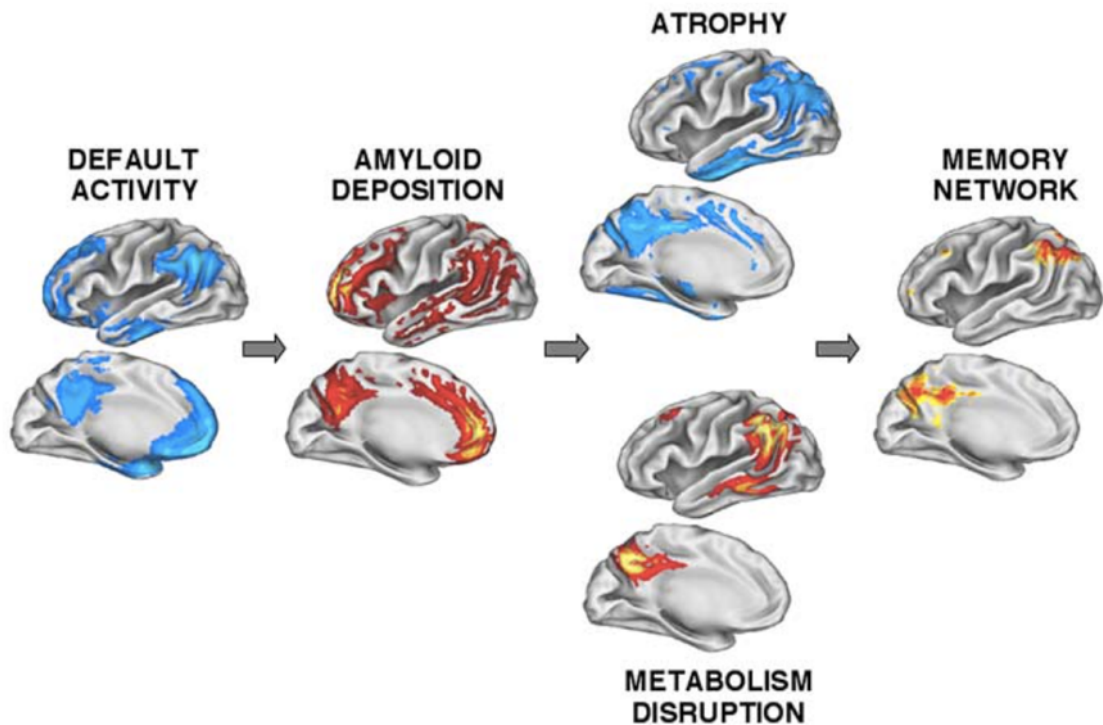 DEFAULT
ACTIVITY
AMYLOID
DEPOSITION
ATROPHY
METABOLISM
DISRUPTION
MEMORY
NETWORK